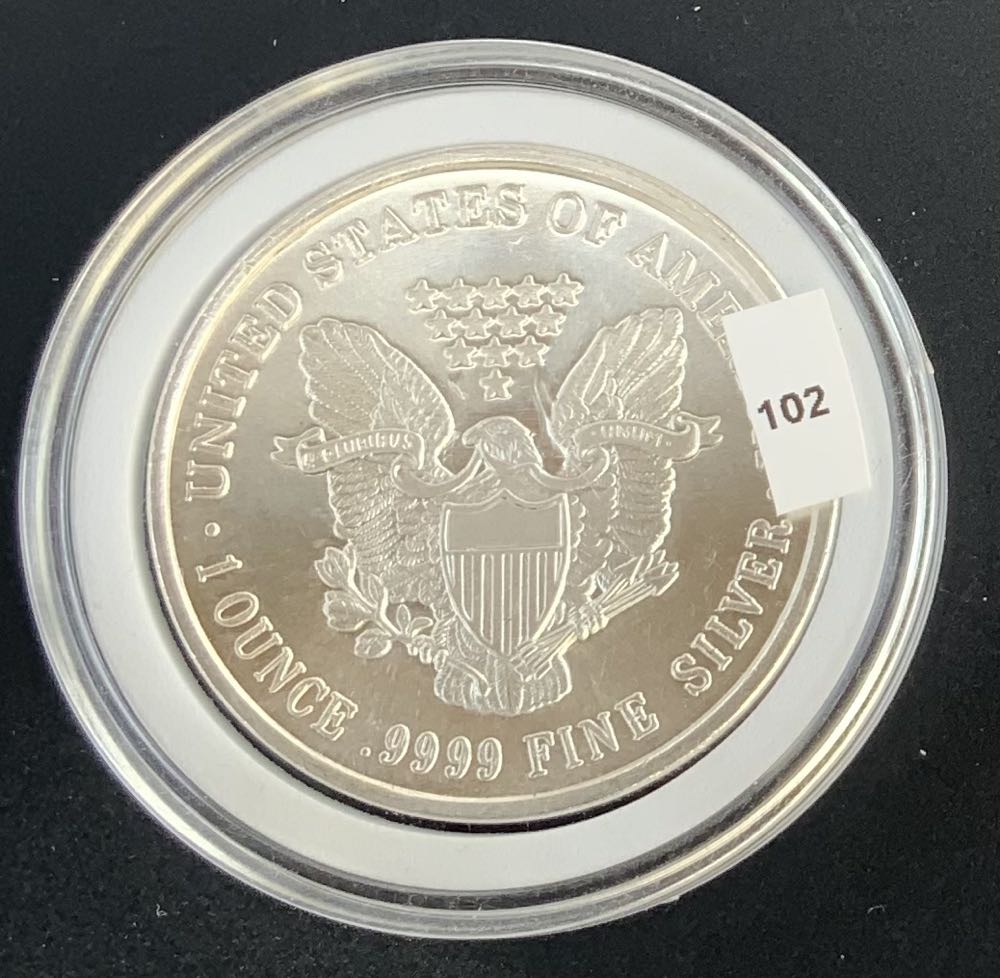 UNITED STATES OF AME
PLURIBUS
UNUM
102
1 OUNCE .9999 FINE SILVER